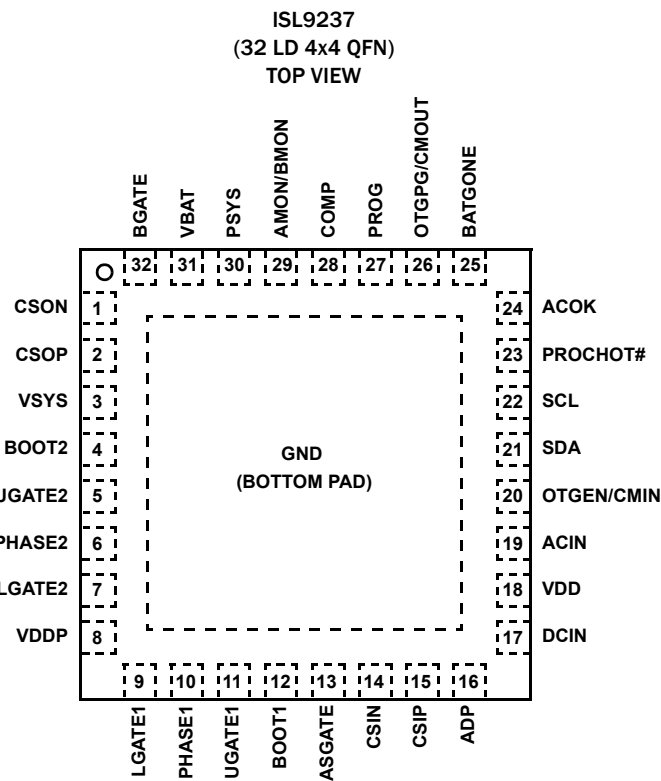 ISL9237
(32 LD 4x4 QFN)
TOP VIEW
BGATE
VBAT
PSYS
AMON/BMON
COMP
PROG
OTGPG/CMOUT
BATGONE
32 31 30 29 28 27 26 25
CSON 1
CSOP 2
VSYS 3
BOOT2 4
UGATE2 5
PHASE2 6
LGATE2 7
VDDP 8
GND
(BOTTOM PAD)
24 ACOK
23 PROCHOT#
22 SCL
21 SDA
20 OTGEN/CMIN
19 ACIN
18 VDD
17 DCIN
9 10 11 12 13 14 15 16
LGATE1
PHASE1
UGATE1
BOOT1
ASGATE
CSIN
CSIP
ADP